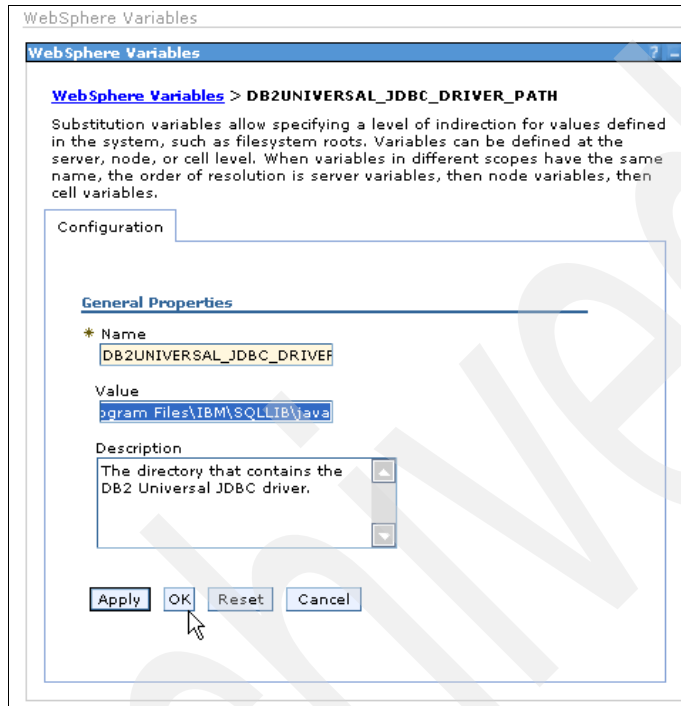 WebSphere Variables
WebSphere Variables ? -
WebSphere Variables > DB2UNIVERSAL_JDBC_DRIVER_PATH
Substitution variables allow specifying a level of indirection for values defined
in the system, such as filesystem roots. Variables can be defined at the
server, node, or cell level. When variables in different scopes have the same
name, the order of resolution is server variables, then node variables, then
cell variables.
Configuration
General Properties
* Name
DB2UNIVERSAL_JDBC_DRIVER
Value
ogram Files\IBM\SQLLIB\java
Description
The directory that contains the
DB2 Universal JDBC driver.
Apply OK Reset Cancel